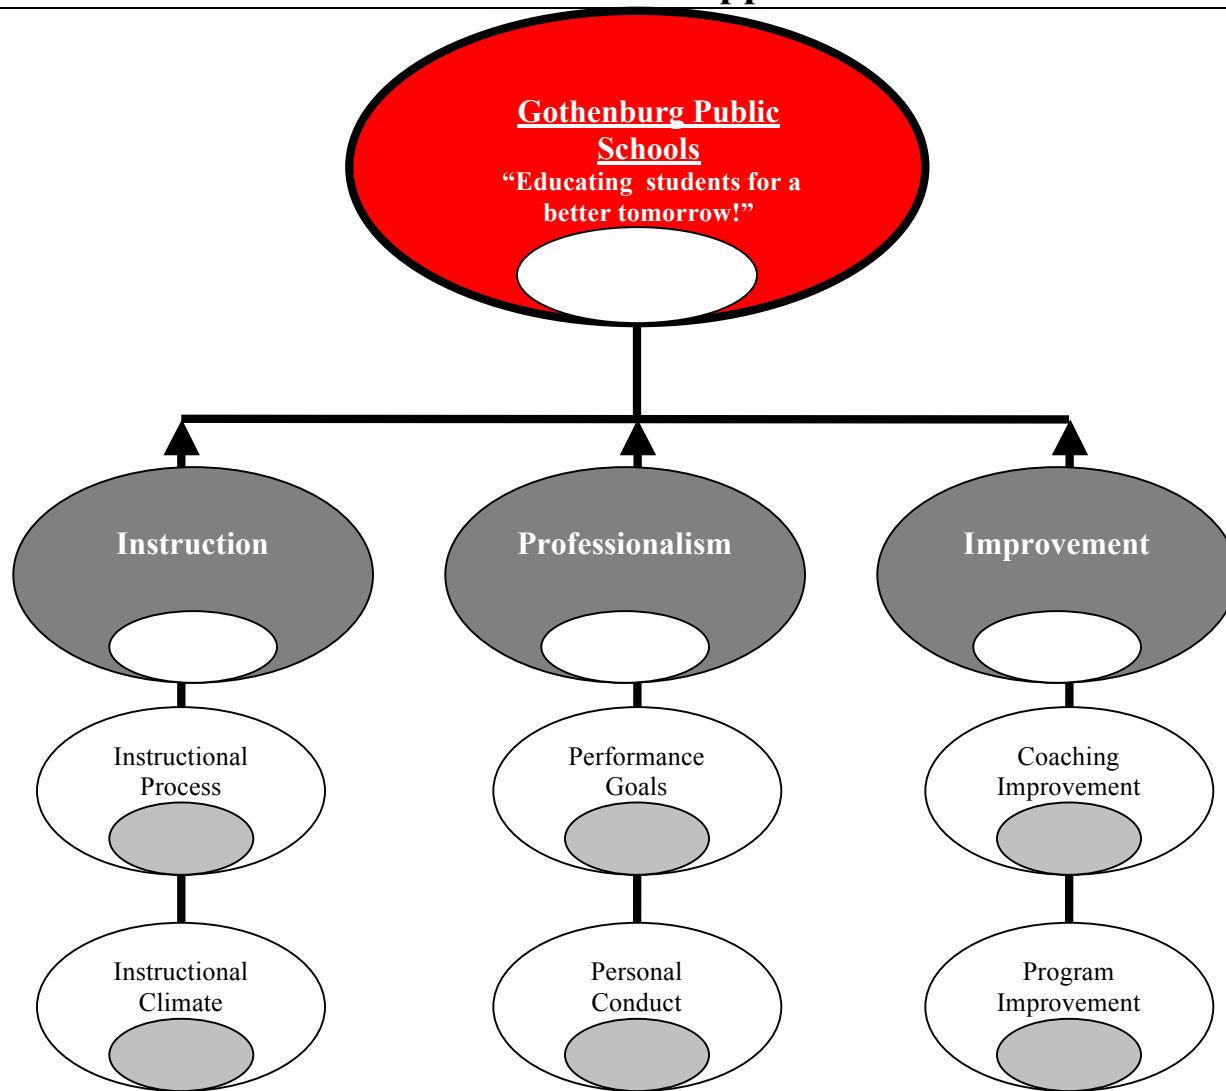 Gothenburg Public
Schools
“Educating  students for a
better tomorrow!”
Instruction
Professionalism
Improvement
Instructional
Process
Performance
Goals
Coaching
Improvement
Instructional
Climate
Personal
Conduct
Program
Improvement